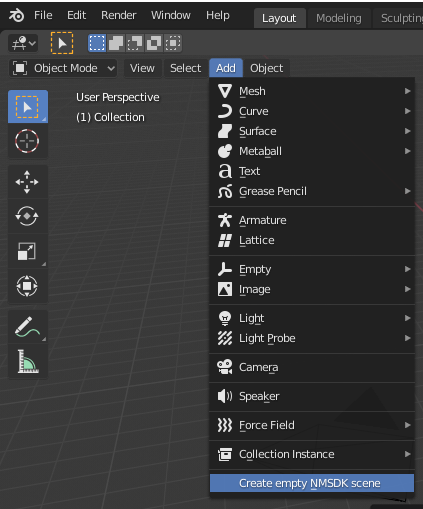 File Edit Render Window Help Layout Modeling Sculptin
Object Mode View Select Add Object
User Perspective
(1) Collection
Mesh
Curve
Surface
Metaball
Text
Grease Pencil
Armature
Lattice
Empty
Image
Light
Light Probe
Camera
Speaker
Force Field
Collection Instance
Create empty NMSDK scene